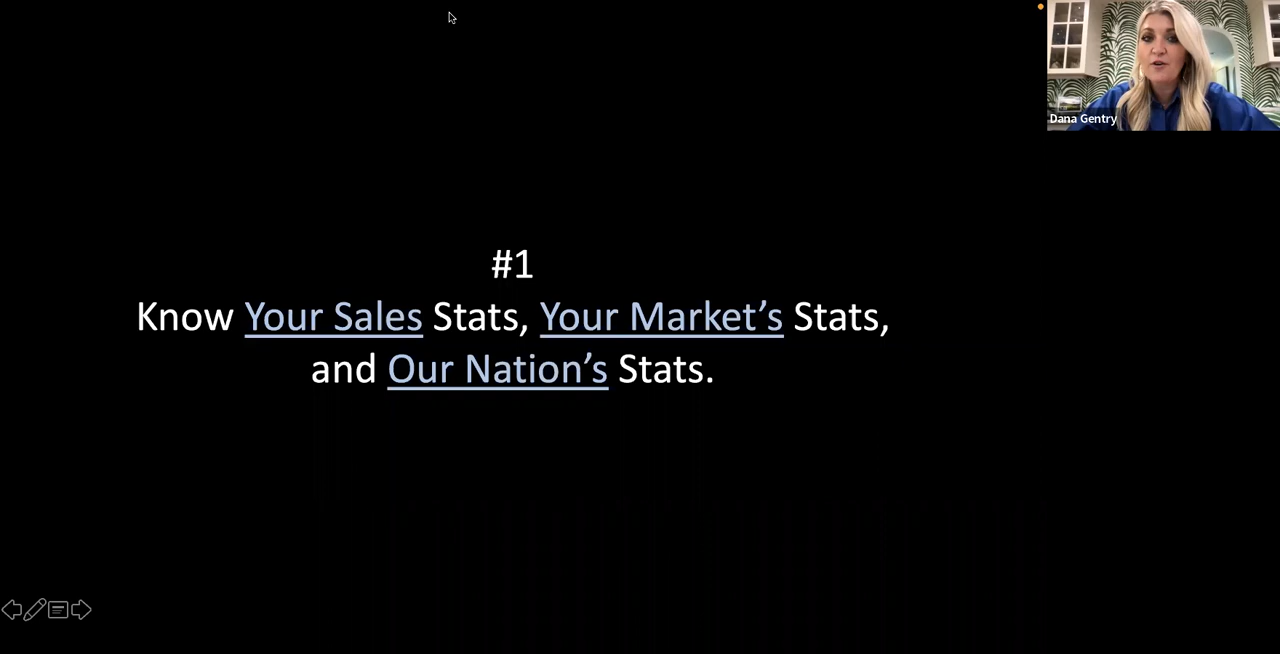 Dana Gentry
#1
Know Your Sales Stats, Your Market’s Stats,
and Our Nation’s Stats.